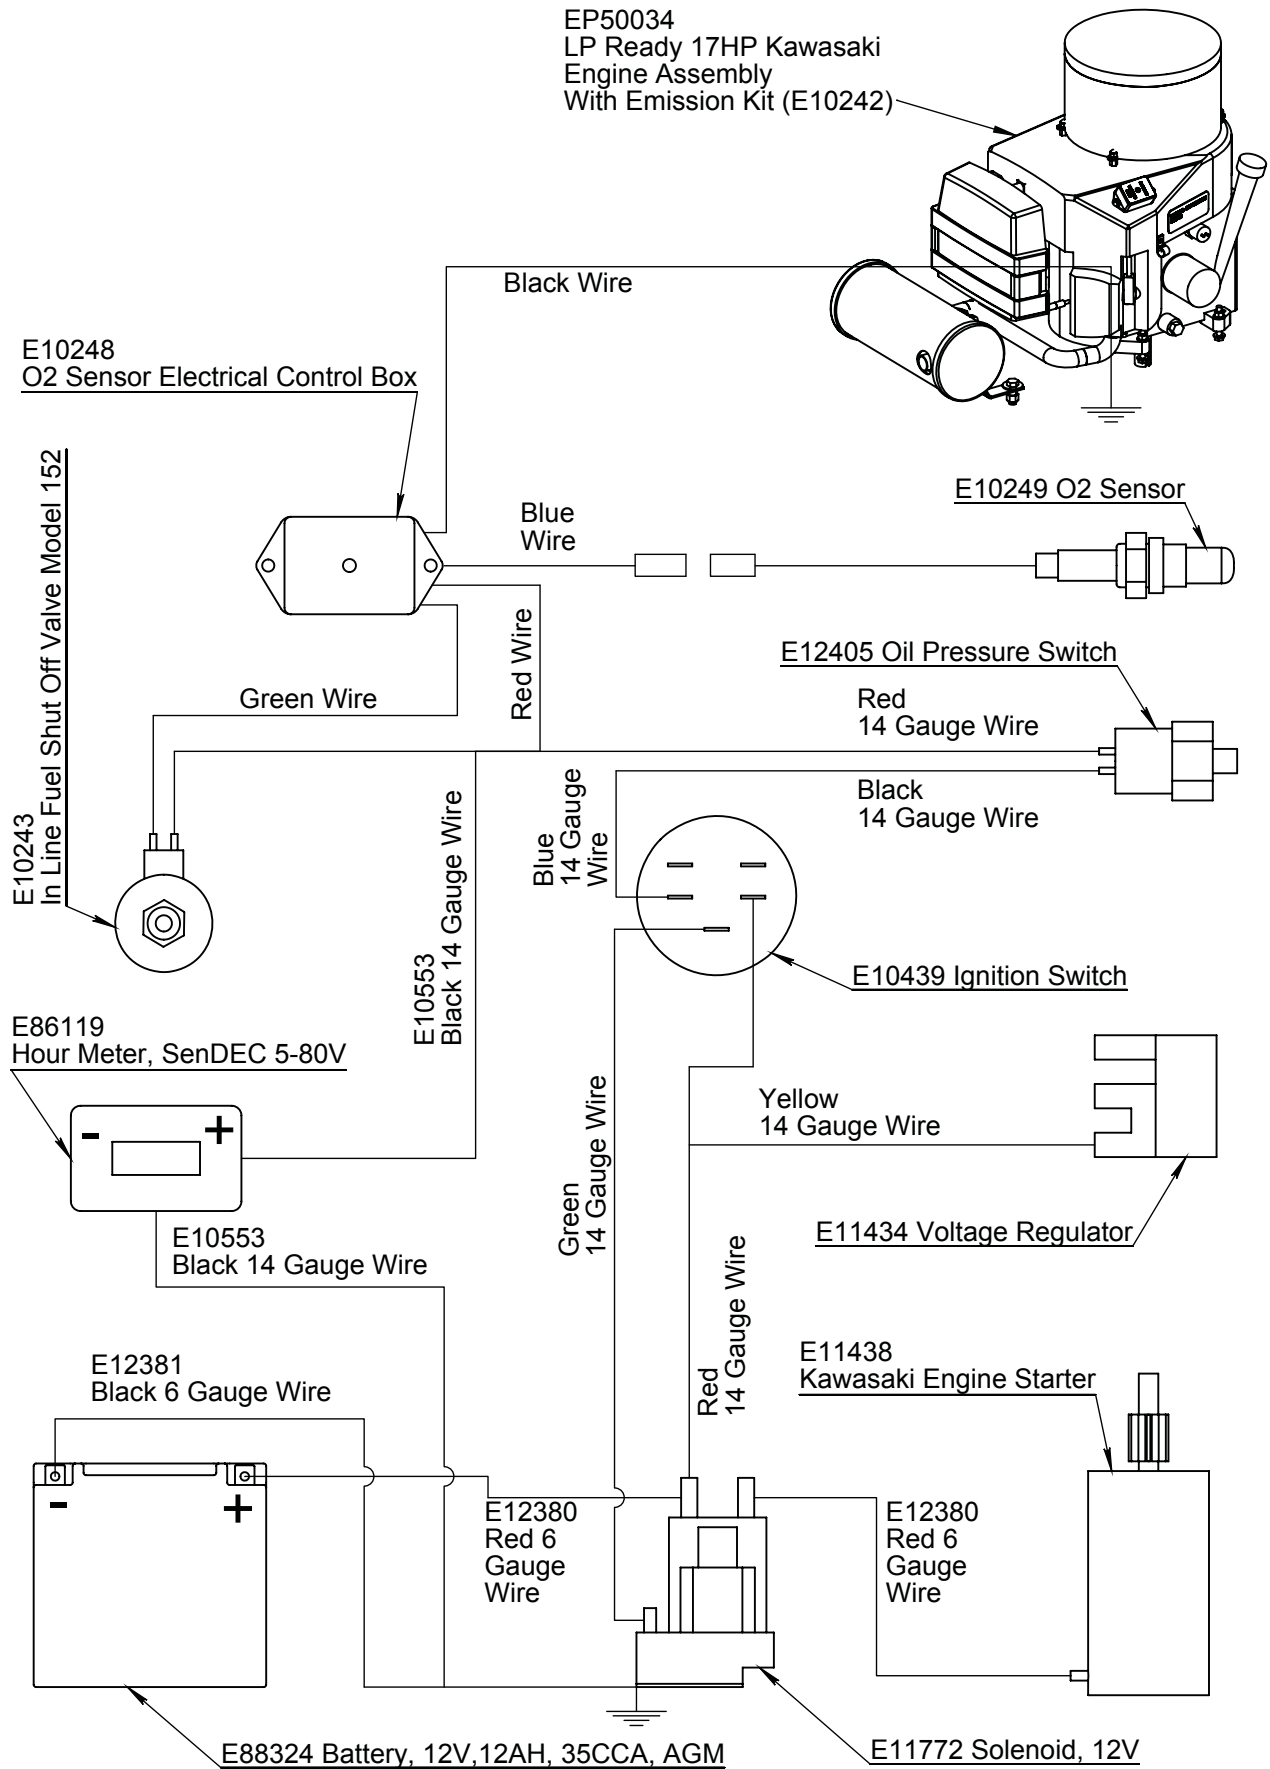 EP50034
LP Ready 17HP Kawasaki
Engine Assembly
With Emission Kit (E10242)
Black Wire
E10248
O2 Sensor Electrical Control Box
E10249 O2 Sensor
Blue
Wire
E10243
In Line Fuel Shut Off Valve Model 152
Red Wire
Green Wire
E12405 Oil Pressure Switch
Red
14 Gauge Wire
Black
14 Gauge Wire
Blue
14 Gauge
Wire
E10553
Black 14 Gauge Wire
E10439 Ignition Switch
E86119
Hour Meter, SenDEC 5-80V
- +
Yellow
14 Gauge Wire
Green
14 Gauge Wire
E11434 Voltage Regulator
E10553
Black 14 Gauge Wire
Red
14 Gauge Wire
E12381
Black 6 Gauge Wire
E11438
Kawasaki Engine Starter
- +
E12380
Red 6
Gauge
Wire
E12380
Red 6
Gauge
Wire
E88324 Battery, 12V,12AH, 35CCA, AGM
E11772 Solenoid, 12V